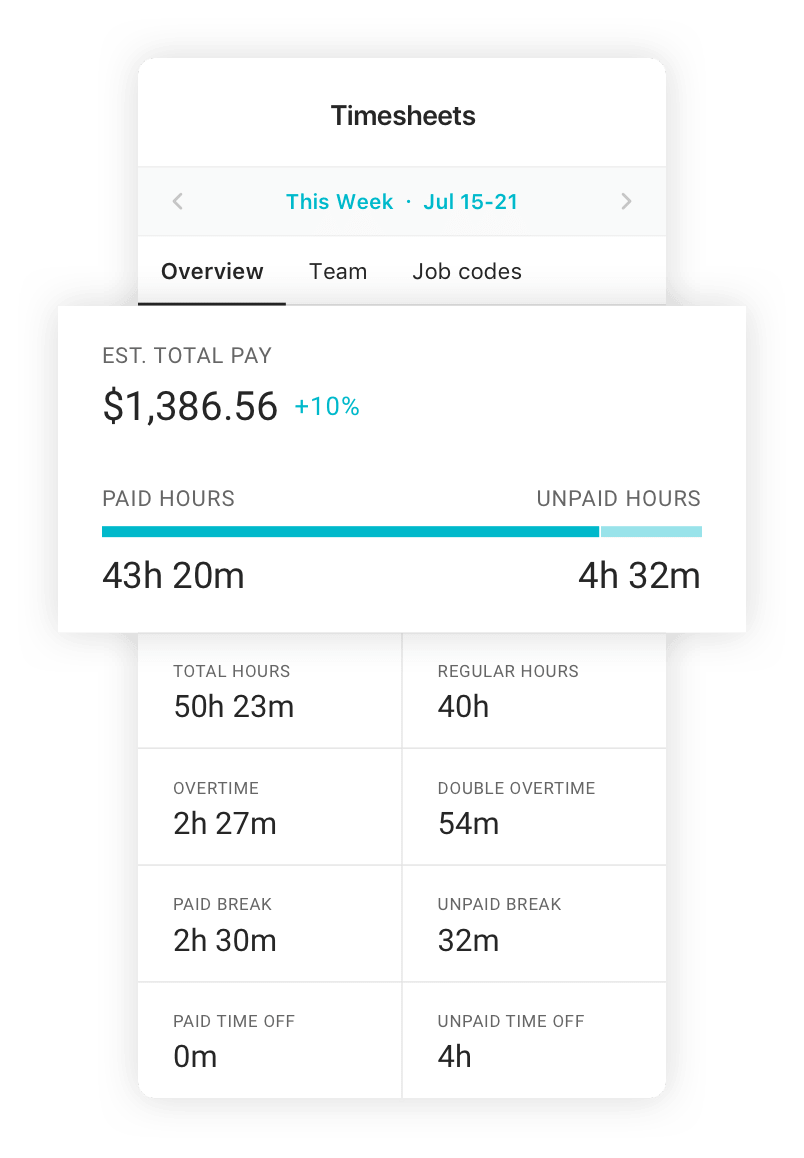 Timesheets
This Week · Jul 15-21
Overview Team Job codes
EST. TOTAL PAY
$1,386.56 +10%
PAID HOURS UNPAID HOURS
43h 20m 4h 32m
TOTAL HOURS REGULAR HOURS
50h 23m 40h
OVERTIME DOUBLE OVERTIME
2h 27m 54m
PAID BREAK UNPAID BREAK
2h 30m 32m
PAID TIME OFF UNPAID TIME OFF
0m 4h